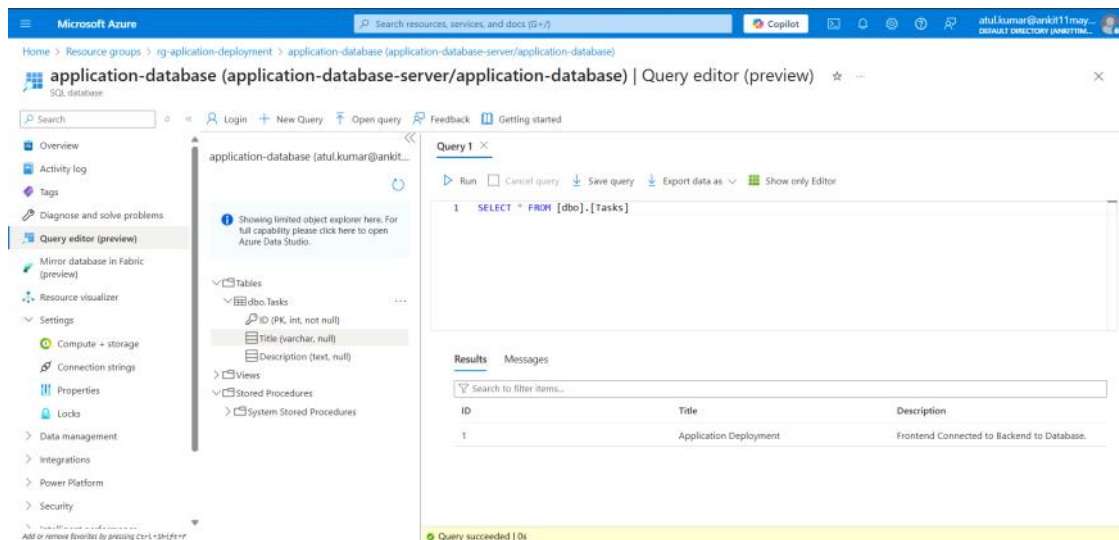 Microsoft Azure
Search resources, services, and docs (G+/)
Copilot
atul.kumar@ankit11may...
DEFAULT DIRECTORY (ANKIT11M...
Home > Resource groups > rg-aplication-deployment > application-database (application-database-server/application-database)
application-database (application-database-server/application-database) | Query editor (preview)
SQL database
Search
Login
New Query
Open query
Feedback
Getting started
Overview
Activity log
Tags
Diagnose and solve problems
Query editor (preview)
Mirror database in Fabric
(preview)
Resource visualizer
Settings
Compute + storage
Connection strings
Properties
Locks
Data management
Integrations
Power Platform
Security
Add or remove favorites by pressing Ctrl+Shift+F
application-database (atul.kumar@ankit...
Showing limited object explorer here. For
full capability please click here to open
Azure Data Studio.
Tables
dbo.Tasks
ID (PK, int, not null)
Title (varchar, null)
Description (text, null)
Views
Stored Procedures
System Stored Procedures
Query 1
Run
Cancel query
Save query
Export data as
Show only Editor
1 SELECT * FROM [dbo].[Tasks]
Results Messages
Search to filter items...
ID Title Description
1 Application Deployment Frontend Connected to Backend to Database.
Query succeeded | 0s